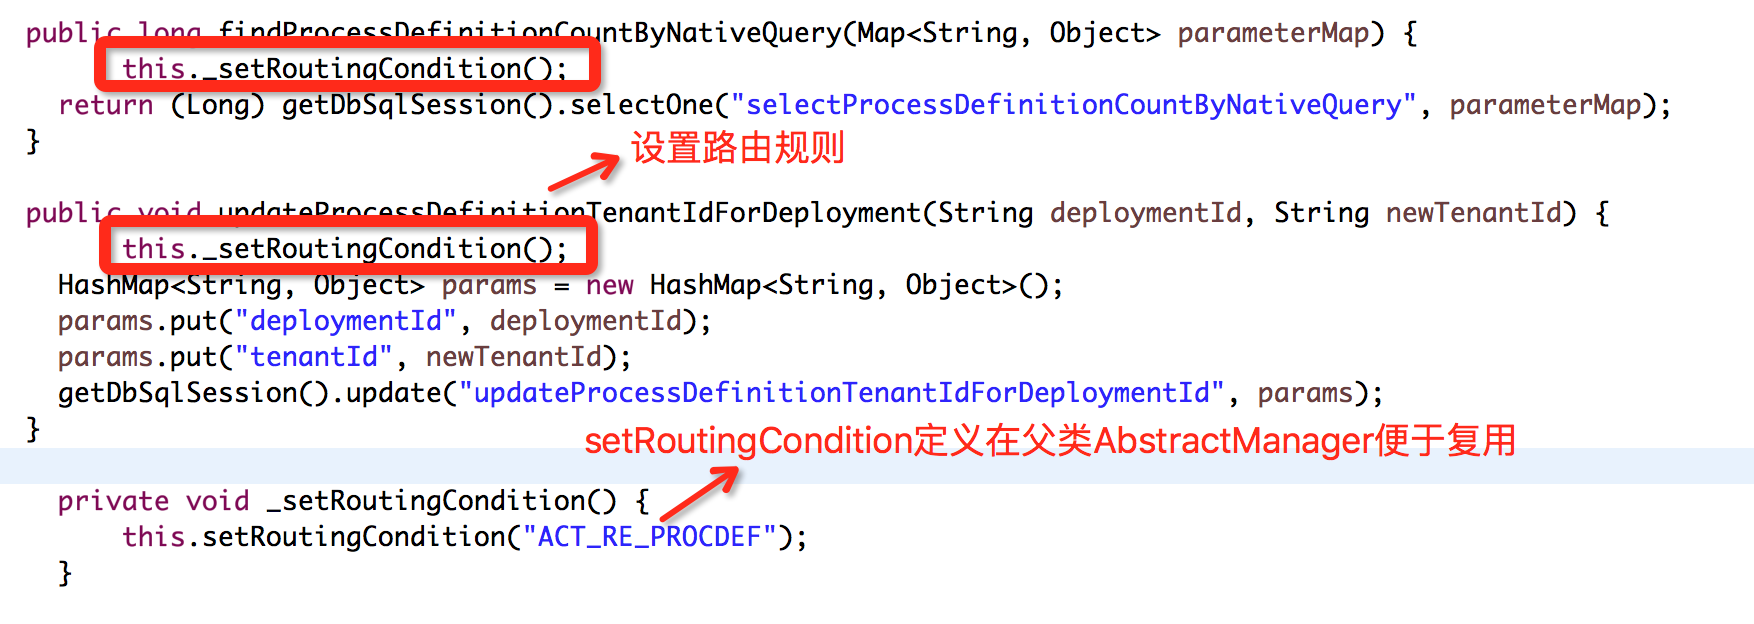 public long findProcessDefinitionCountByNativeQuery(Map<String, Object> parameterMap) {
this._setRoutingCondition();
return (Long) getDbSqlSession().selectOne("selectProcessDefinitionCountByNativeQuery", parameterMap);
}
设置路由规则
public void updateProcessDefinitionTenantIdForDeployment(String deploymentId, String newTenantId) {
this._setRoutingCondition();
HashMap<String, Object> params = new HashMap<String, Object>();
params.put("deploymentId", deploymentId);
params.put("tenantId", newTenantId);
getDbSqlSession().update("updateProcessDefinitionTenantIdForDeploymentId", params);
}
setRoutingCondition定义在父类AbstractManager便于复用
private void _setRoutingCondition() {
this.setRoutingCondition("ACT_RE_PROCDEF");
}